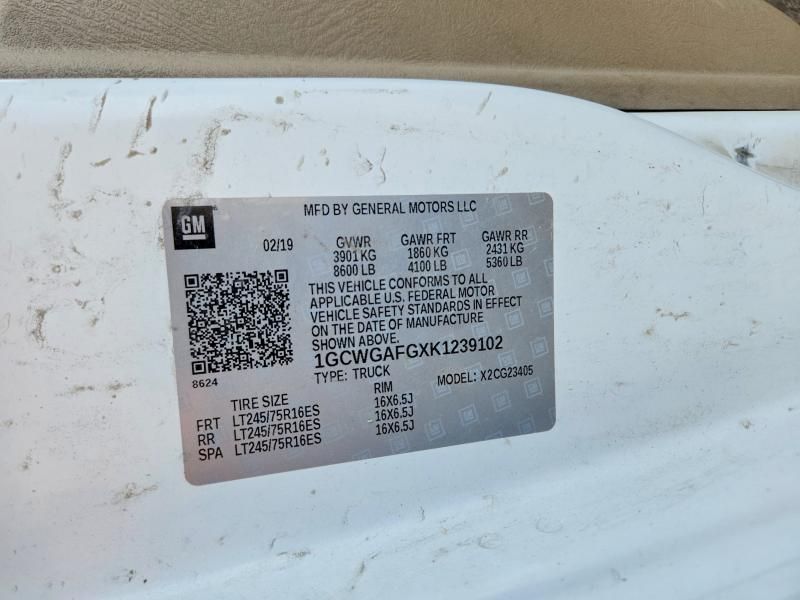 GM
MFD BY GENERAL MOTORS LLC
02/19 GVWR GAWR FRT GAWR RR
3901 KG 1860 KG 2431 KG
8600 LB 4100 LB 5360 LB
THIS VEHICLE CONFORMS TO ALL
APPLICABLE U.S. FEDERAL MOTOR
VEHICLE SAFETY STANDARDS IN EFFECT
ON THE DATE OF MANUFACTURE
SHOWN ABOVE.
1GCWGAFGXK1239102
8624
TYPE: TRUCK MODEL: X2CG23405
TIRE SIZE RIM
FRT LT245/75R16ES 16X6.5J
RR LT245/75R16ES 16X6.5J
SPA LT245/75R16ES 16X6.5J